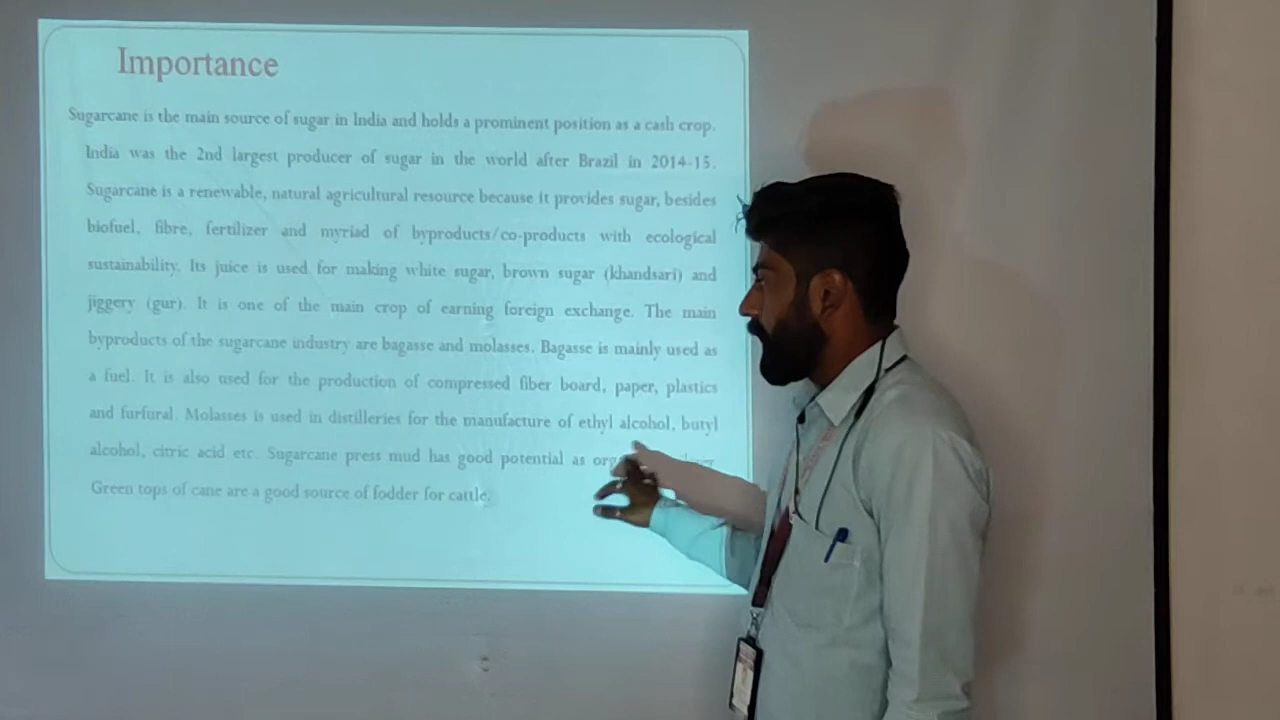 Importance
Sugarcane is the main source of sugar in India and holds a prominent position as a cash crop.
India was the 2nd largest producer of sugar in the world after Brazil in 2014-15.
Sugarcane is a renewable, natural agricultural resource because it provides sugar, besides
biofuel, fibre, fertilizer and myriad of byproducts/co-products with ecological
sustainability. Its juice is used for making white sugar, brown sugar (khandsari) and
jiggery (gur). It is one of the main crop of earning foreign exchange. The main
byproducts of the sugarcane industry are bagasse and molasses. Bagasse is mainly used as
a fuel. It is also used for the production of compressed fiber board, paper, plastics
and furfural. Molasses is used in distilleries for the manufacture of ethyl alcohol, butyl
alcohol, citric acid etc. Sugarcane press mud has good potential as
Green tops of cane are a good source of fodder for cattle.